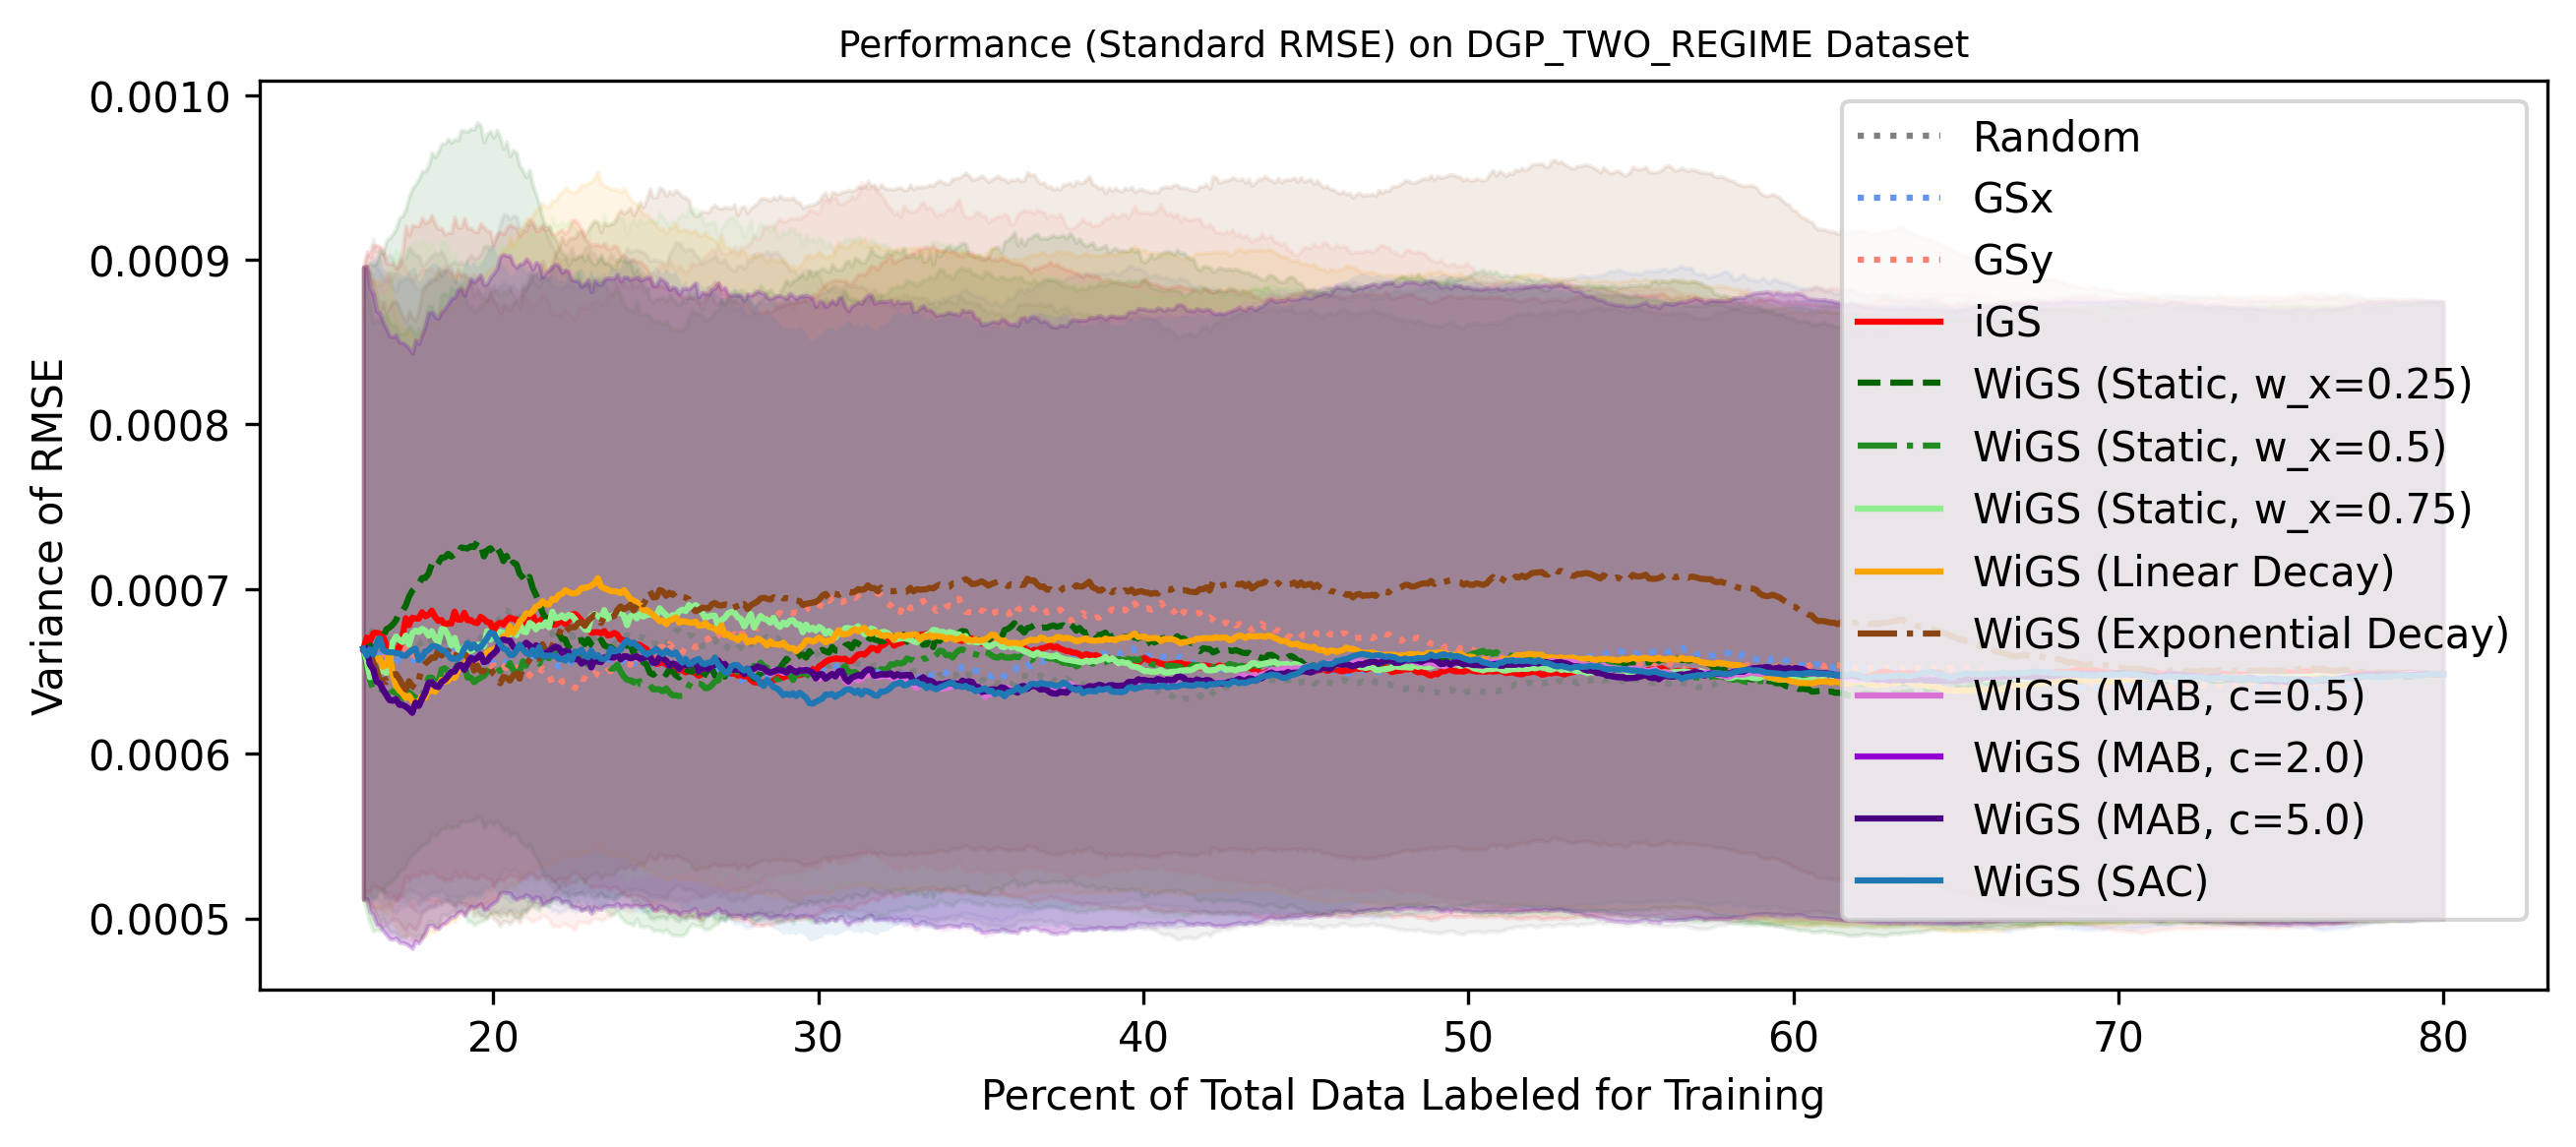 Performance (Standard RMSE) on DGP_TWO_REGIME Dataset
Variance of RMSE
0.0010
0.0009
0.0008
0.0007
0.0006
0.0005
Random
GSx
GSy
iGS
WiGS (Static, w_x=0.25)
WiGS (Static, w_x=0.5)
WiGS (Static, w_x=0.75)
WiGS (Linear Decay)
WiGS (Exponential Decay)
WiGS (MAB, c=0.5)
WiGS (MAB, c=2.0)
WiGS (MAB, c=5.0)
WiGS (SAC)
20 30 40 50 60 70 80
Percent of Total Data Labeled for Training